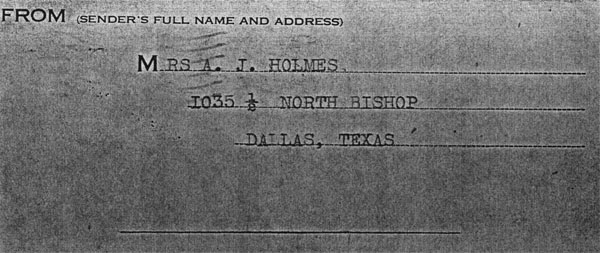 FROM (SENDER'S FULL NAME AND ADDRESS)
MRS A. J. HOLMES
1035 ½ NORTH BISHOP
DALLAS, TEXAS